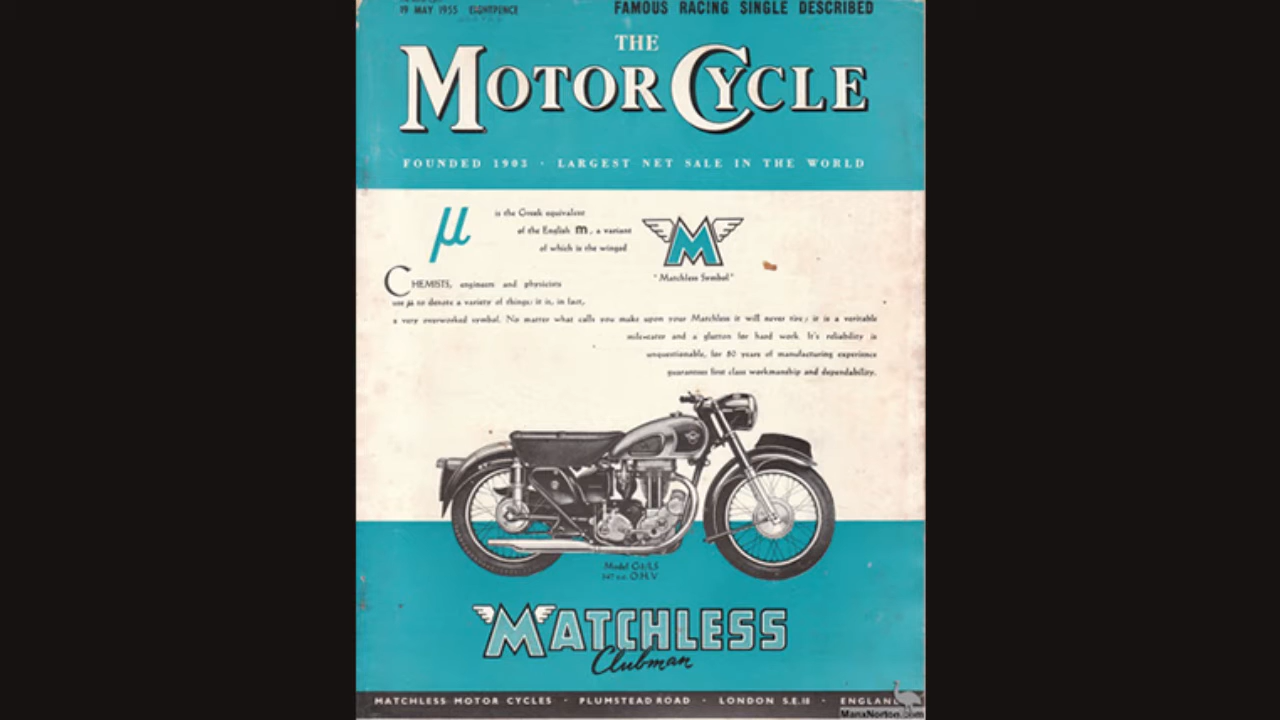 19 MAY 1955 EIGHTPENCE
FAMOUS RACING SINGLE DESCRIBED
THE
MOTOR CYCLE
FOUNDED 1903 · LARGEST NET SALE IN THE WORLD
µ is the Greek equivalent
of the English m, a variant
of which is the winged
M
"Matchless Symbol"
CHEMISTS, engineers and physicists
use µ to denote a variety of things; it is, in fact,
a very overworked symbol. No matter what calls you make upon your Matchless it will never tire; it is a veritable
mile-eater and a glutton for hard work. It's reliability is
unquestionable, for 50 years of manufacturing experience
guarantees first class workmanship and dependability.
Model G3/LS
347 c.c. O.H.V
MATCHLESS
Clubman
MATCHLESS MOTOR CYCLES · PLUMSTEAD ROAD · LONDON S.E.18 · ENGLAND
ManxNorton.com